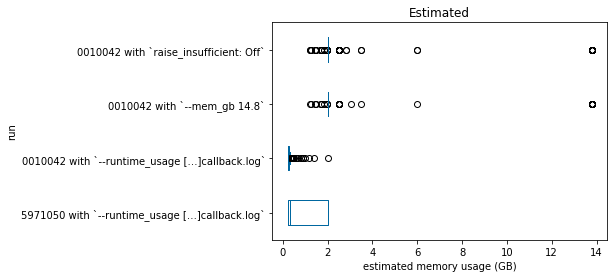 Estimated
0010042 with `raise_insufficient: Off`
0010042 with `--mem_gb 14.8`
0010042 with `--runtime_usage [...]callback.log`
5971050 with `--runtime_usage [...]callback.log`
run
0 2 4 6 8 10 12 14
estimated memory usage (GB)